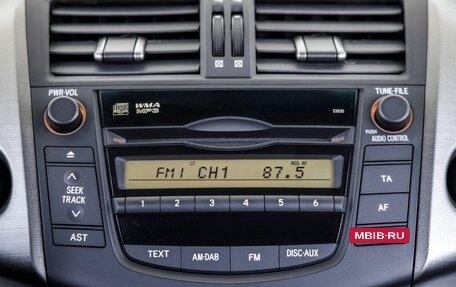 PWR·VOL
WMA
MP3
53830
TUNE·FILE
PUSH
AUDIO CONTROL
REG AF
FM1 CH1 87.5
SEEK
TRACK
1 2 3 4 5 6
TA
AF
AST
TEXT
AM·DAB
FM
DISC·AUX
MBIB-RU